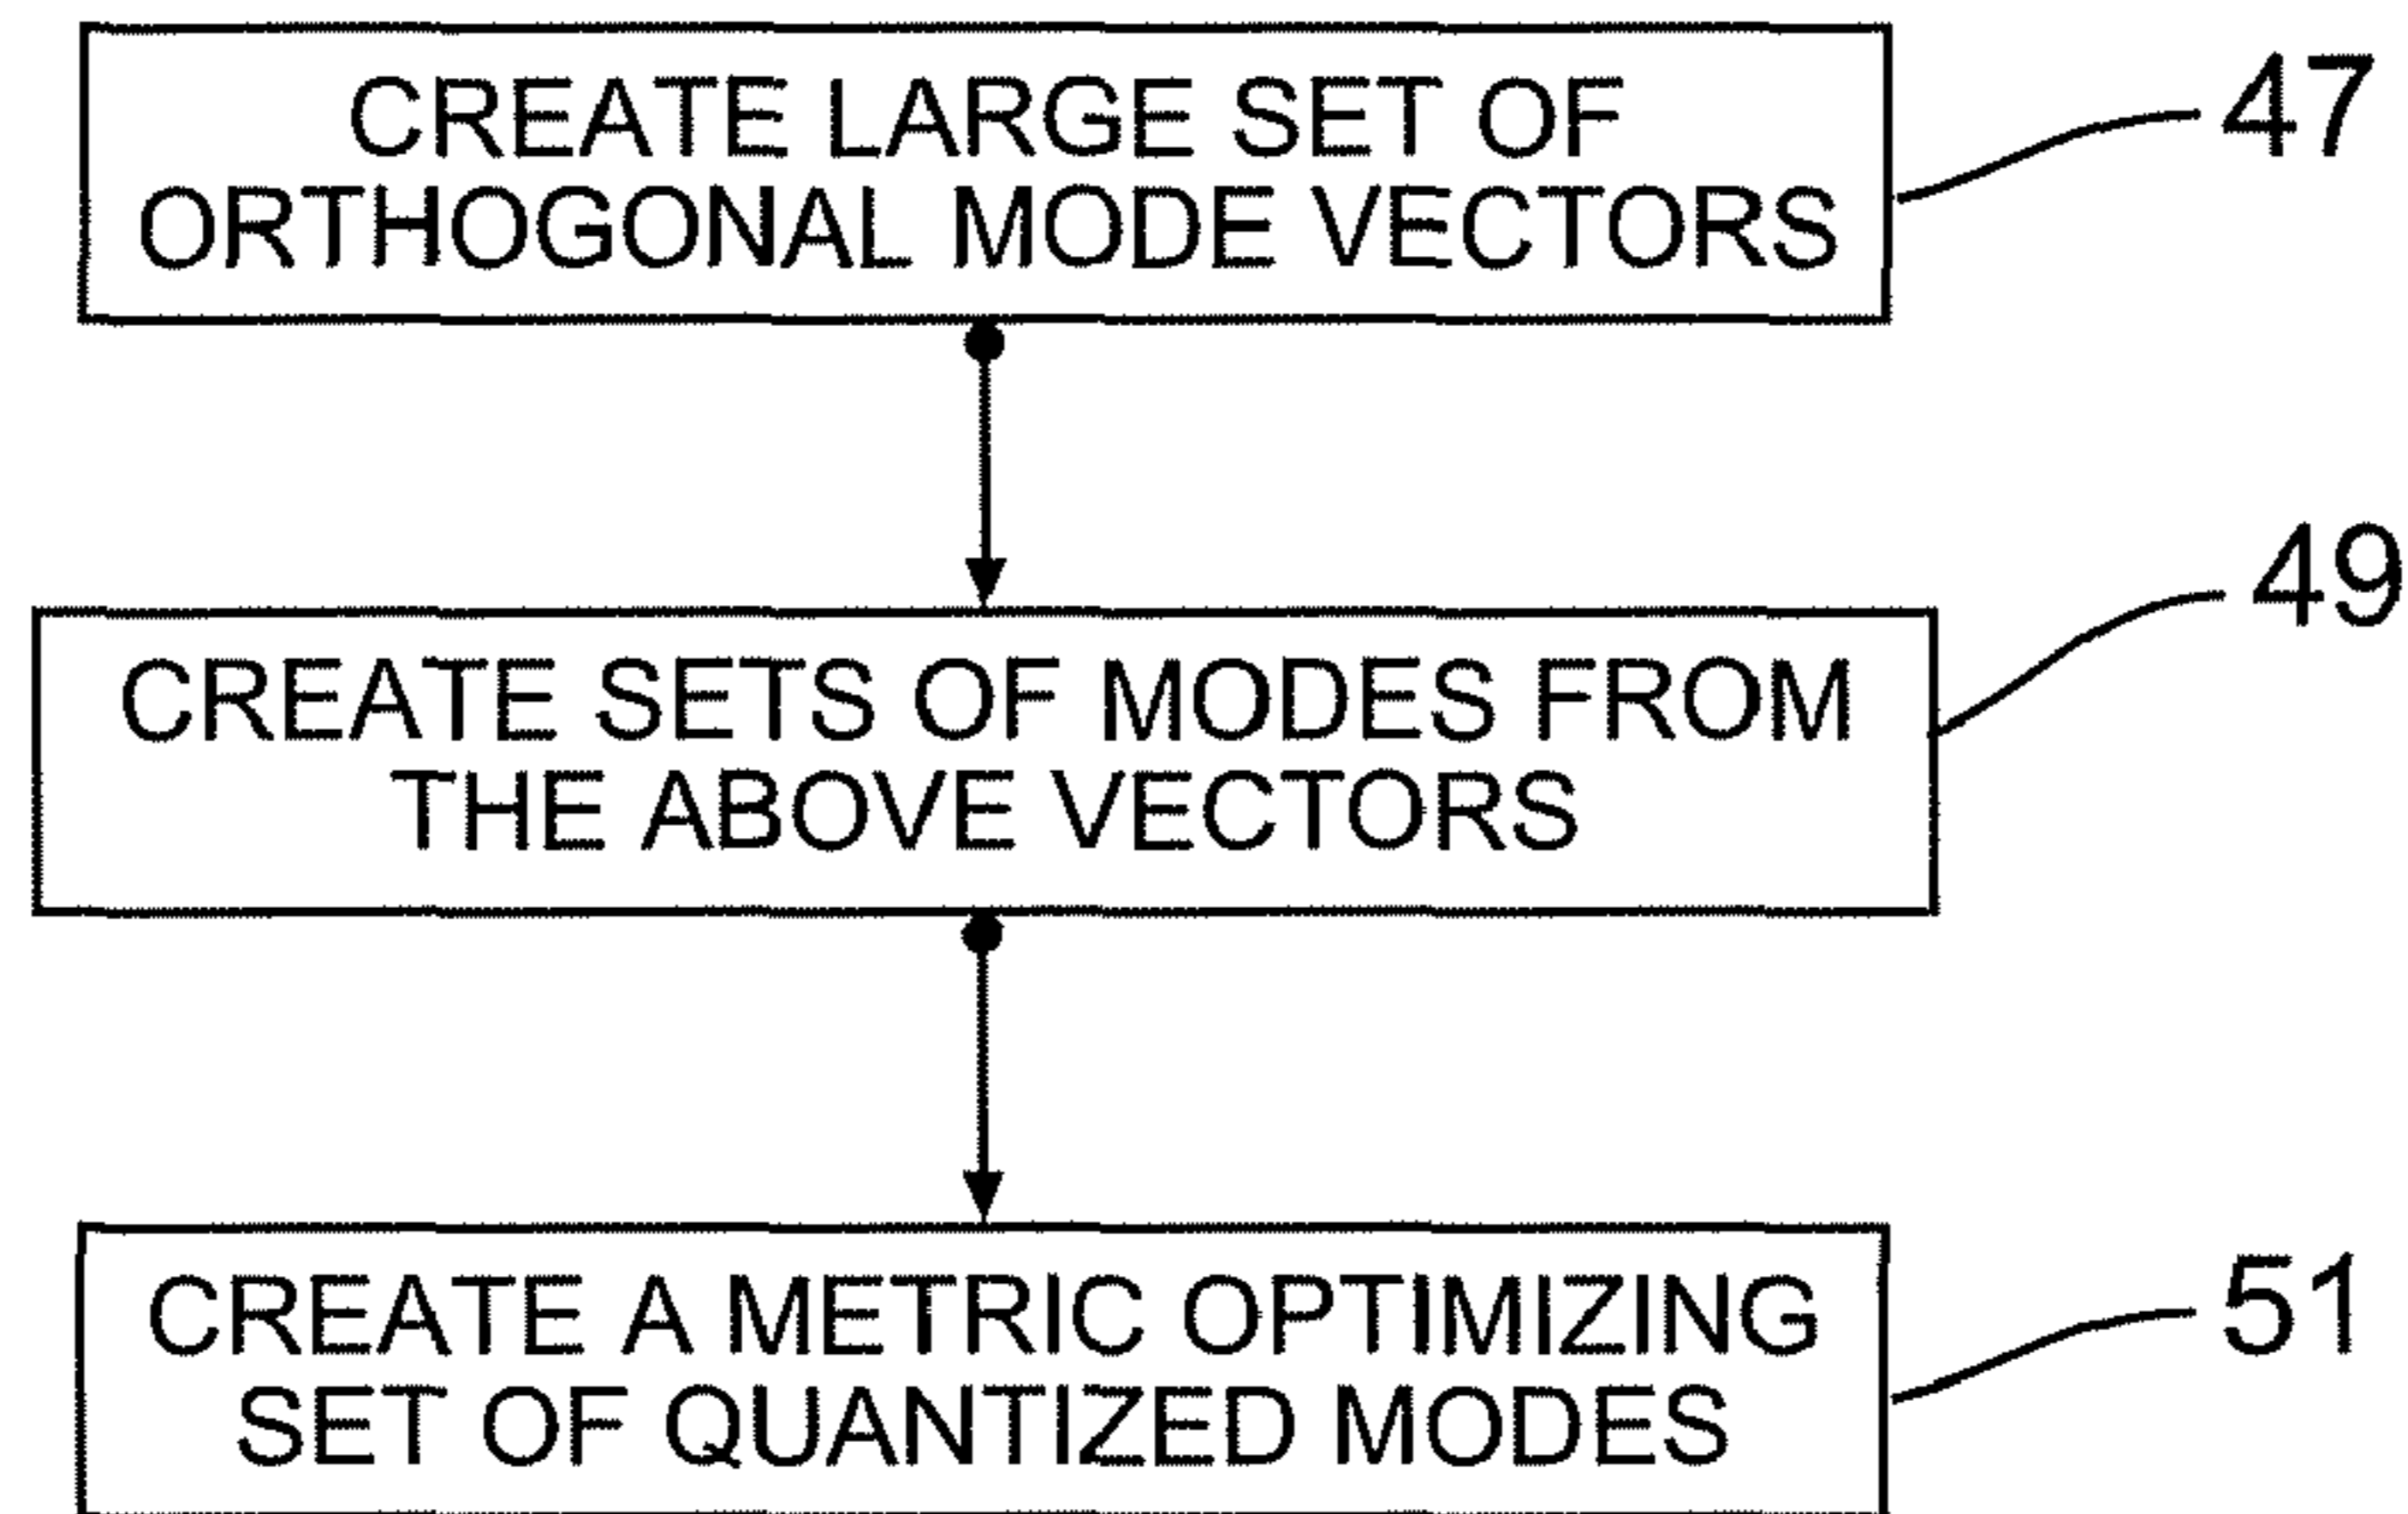 CREATE LARGE SET OF
ORTHOGONAL MODE VECTORS
47
CREATE SETS OF MODES FROM
THE ABOVE VECTORS
49
CREATE A METRIC OPTIMIZING
SET OF QUANTIZED MODES
51